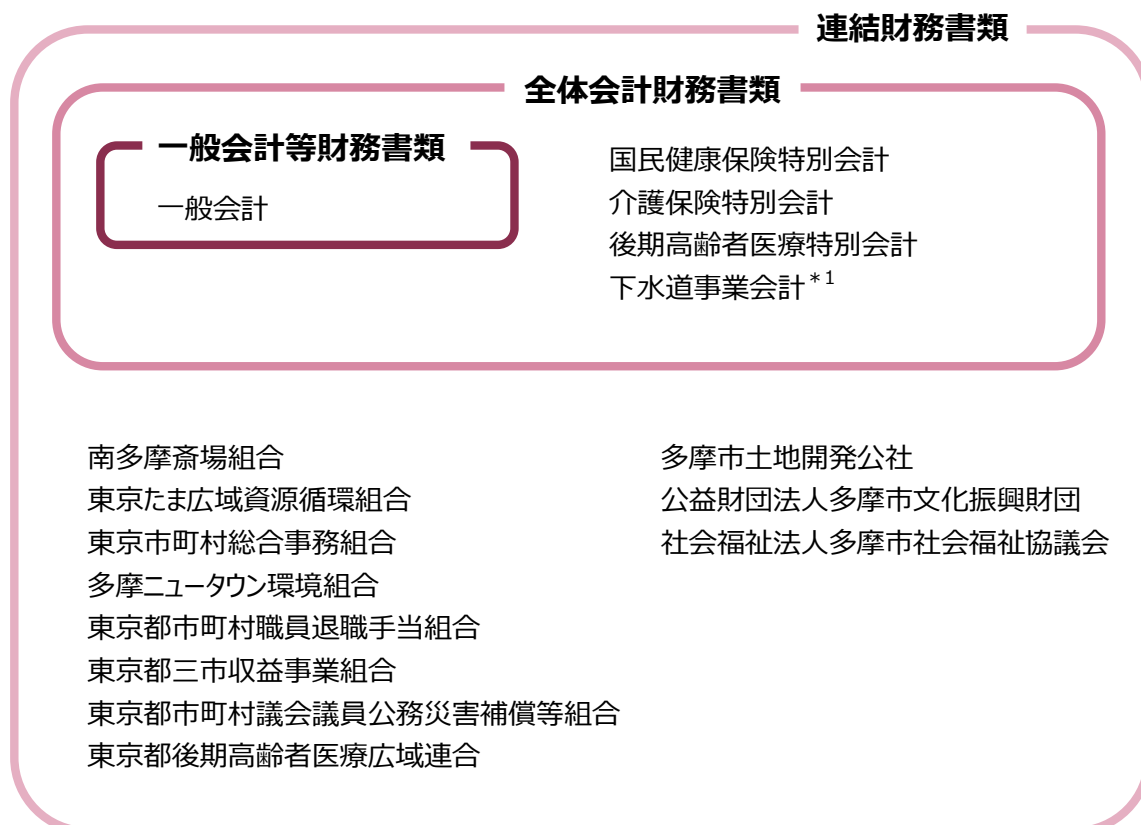 連結財務書類
全体会計財務書類
一般会計等財務書類
一般会計
国民健康保険特別会計
介護保険特別会計
後期高齢者医療特別会計
下水道事業会計*1
南多摩斎場組合
東京たま広域資源循環組合
東京市町村総合事務組合
多摩ニュータウン環境組合
東京都市町村職員退職手当組合
東京都三市収益事業組合
東京都市町村議会議員公務災害補償等組合
東京都後期高齢者医療広域連合
多摩市土地開発公社
公益財団法人多摩市文化振興財団
社会福祉法人多摩市社会福祉協議会